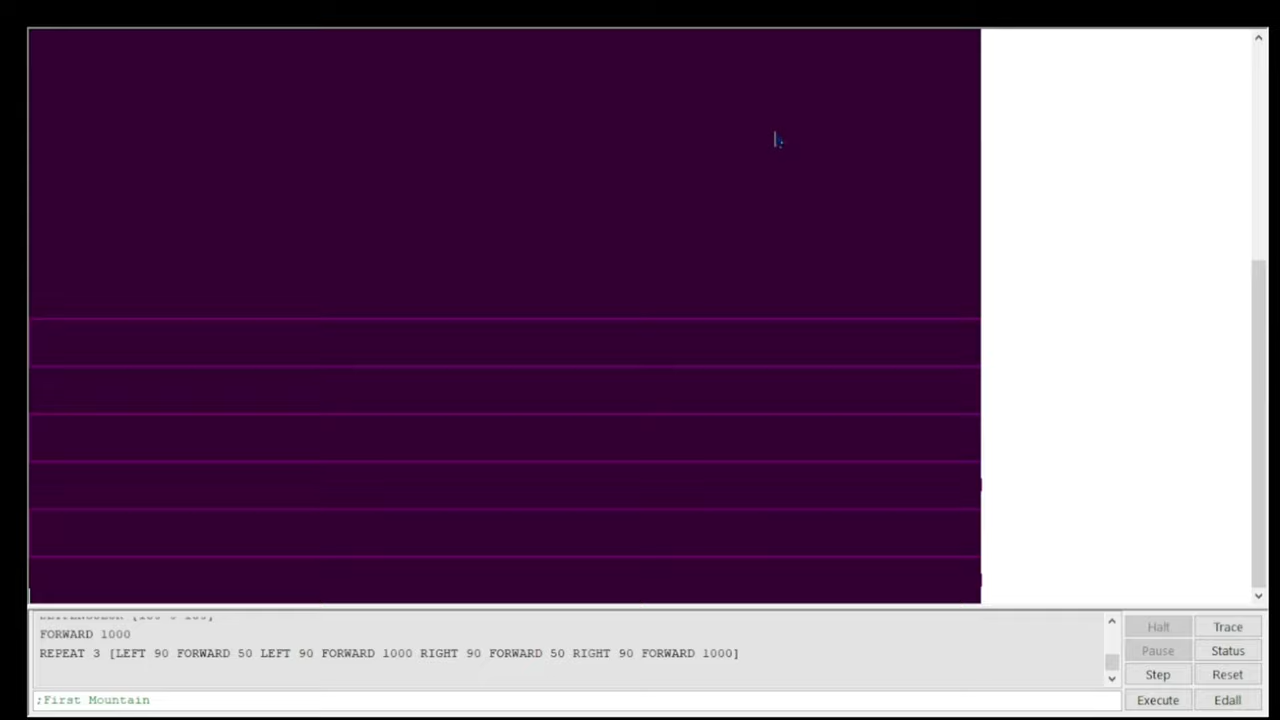 FORWARD 1000
REPEAT 3 [LEFT 90 FORWARD 50 LEFT 90 FORWARD 1000 RIGHT 90 FORWARD 50 RIGHT 90 FORWARD 1000]
;First Mountain
Halt
Trace
Pause
Status
Step
Reset
Execute
Edall